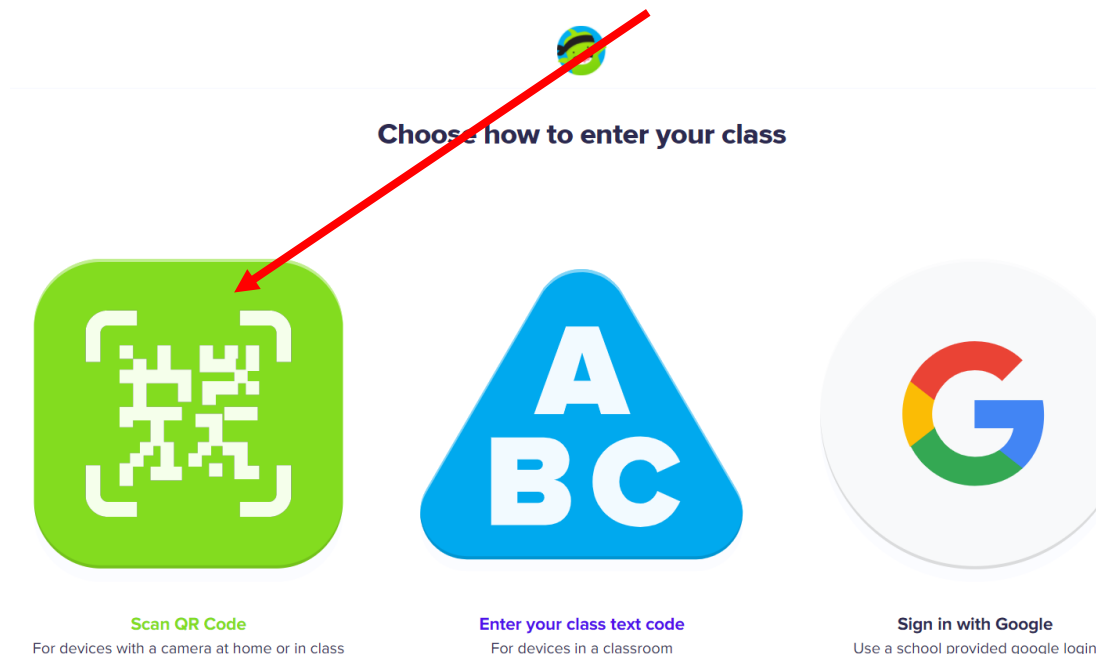 Choose how to enter your class
A
BC
Scan QR Code
For devices with a camera at home or in class
Enter your class text code
For devices in a classroom
Sign in with Google
Use a school provided google login